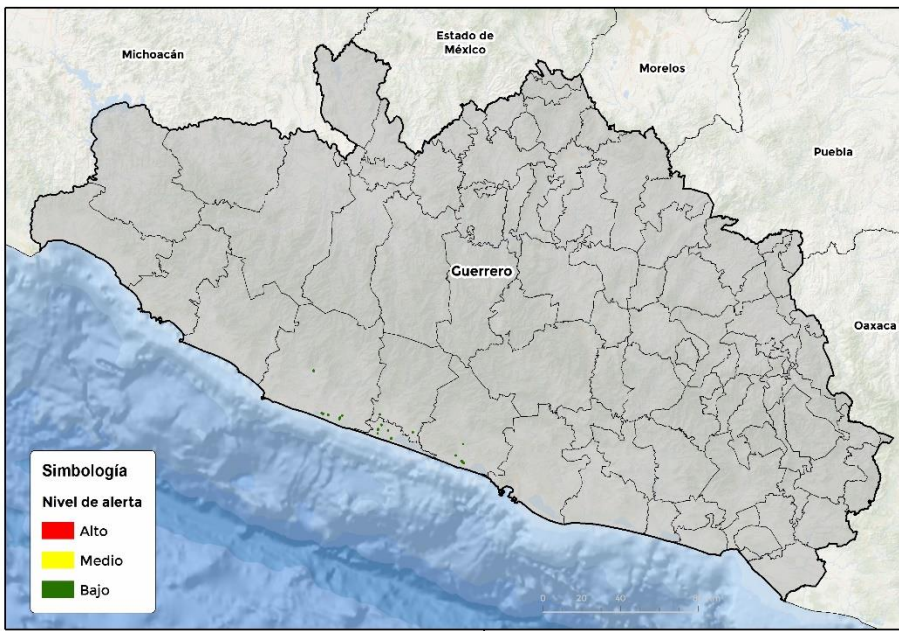 Estado de
México
Michoacán
Morelos
Puebla
Guerrero
Oaxaca
Simbología
Nivel de alerta
Alto
Medio
Bajo
0 20 40